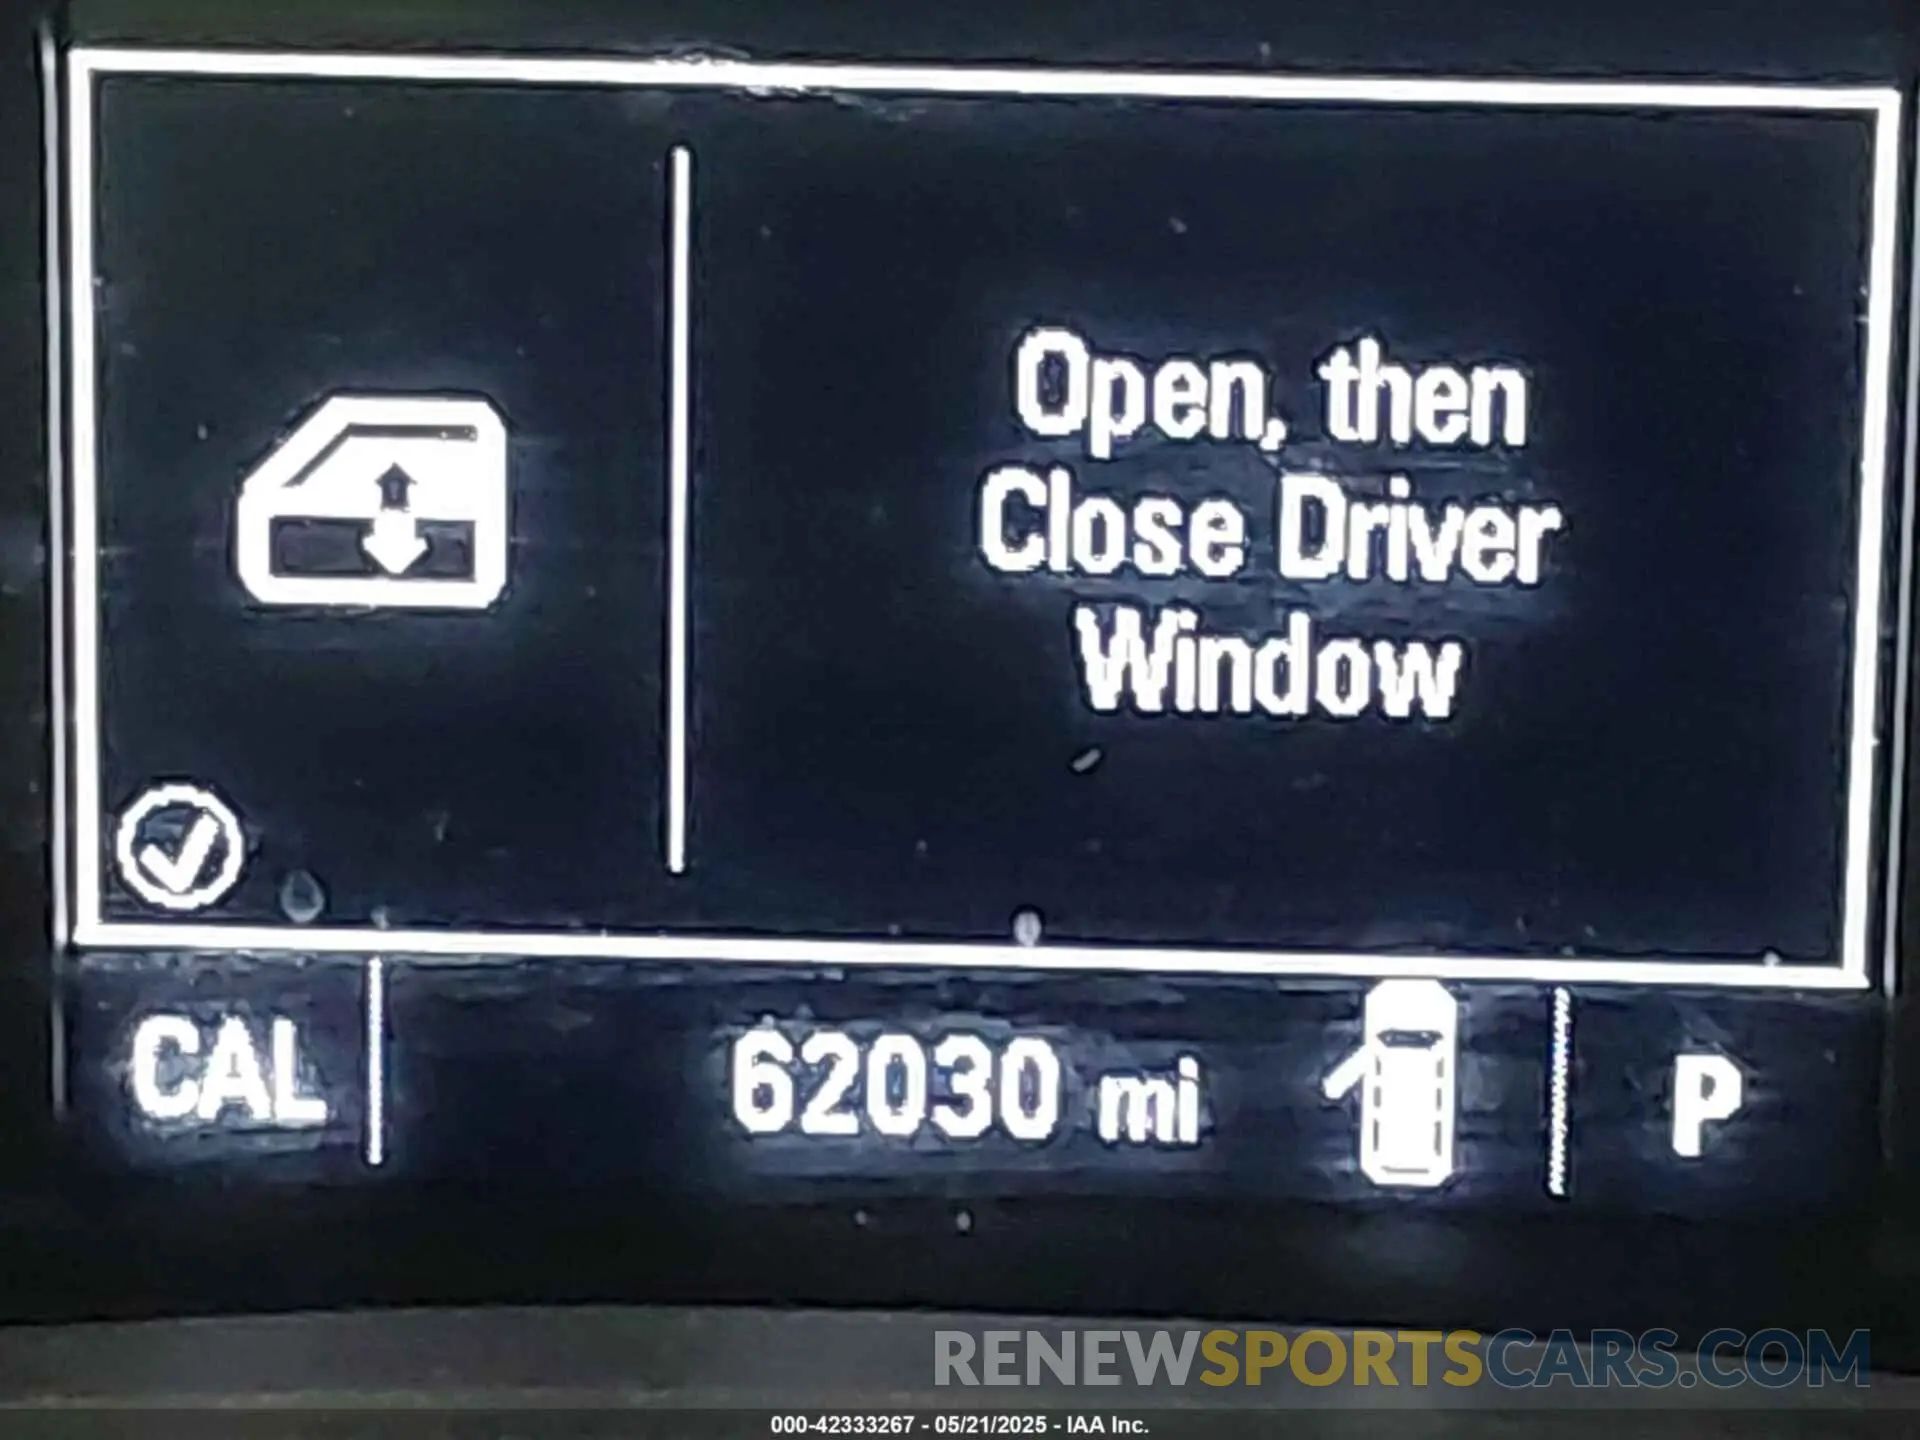 Open, then
Close Driver
Window
CAL
62030 mi
P
RENEWSPORTSCARS.COM
000-42333267 - 05/21/2025 - IAA Inc.